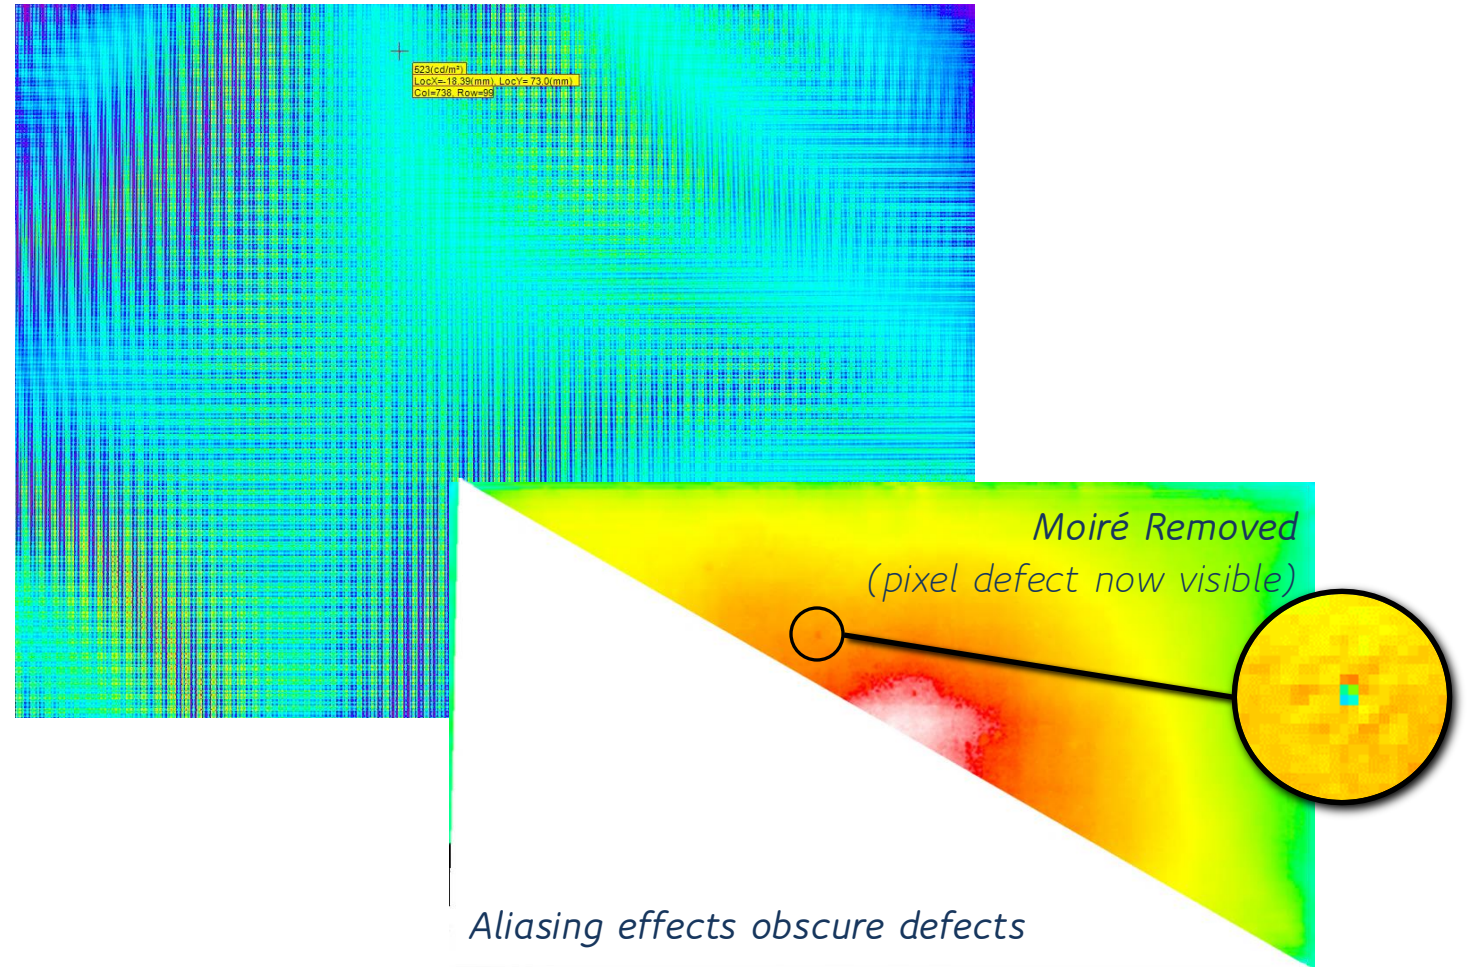 523(cd/m²)
LocX=-18.39(mm), LocY= 73.0(mm)
Col=738, Row=99
Moiré Removed
(pixel defect now visible)
Aliasing effects obscure defects